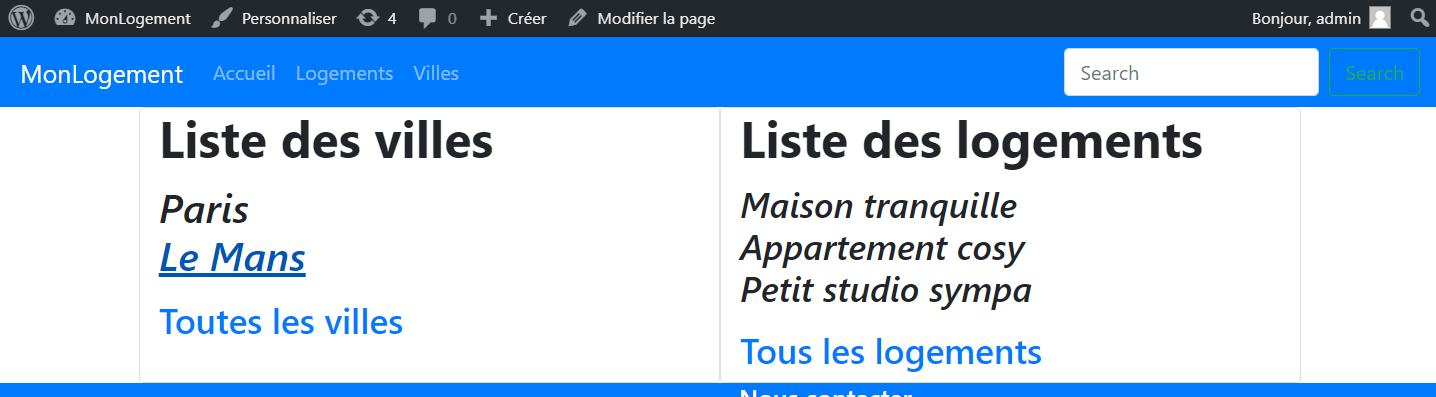 MonLogement Personnaliser 4 0 Créer Modifier la page Bonjour, admin
MonLogement Accueil Logements Villes Search Search
Liste des villes
Paris
Le Mans
Toutes les villes
Liste des logements
Maison tranquille
Appartement cosy
Petit studio sympa
Tous les logements
Nous contacter